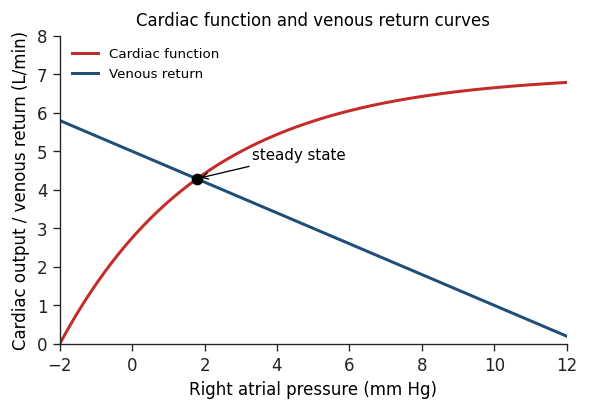 Cardiac function and venous return curves
Cardiac output / venous return (L/min)
8
7
6
5
4
3
2
1
0
Cardiac function
Venous return
steady state
−2
0
2
4
6
8
10
12
Right atrial pressure (mm Hg)